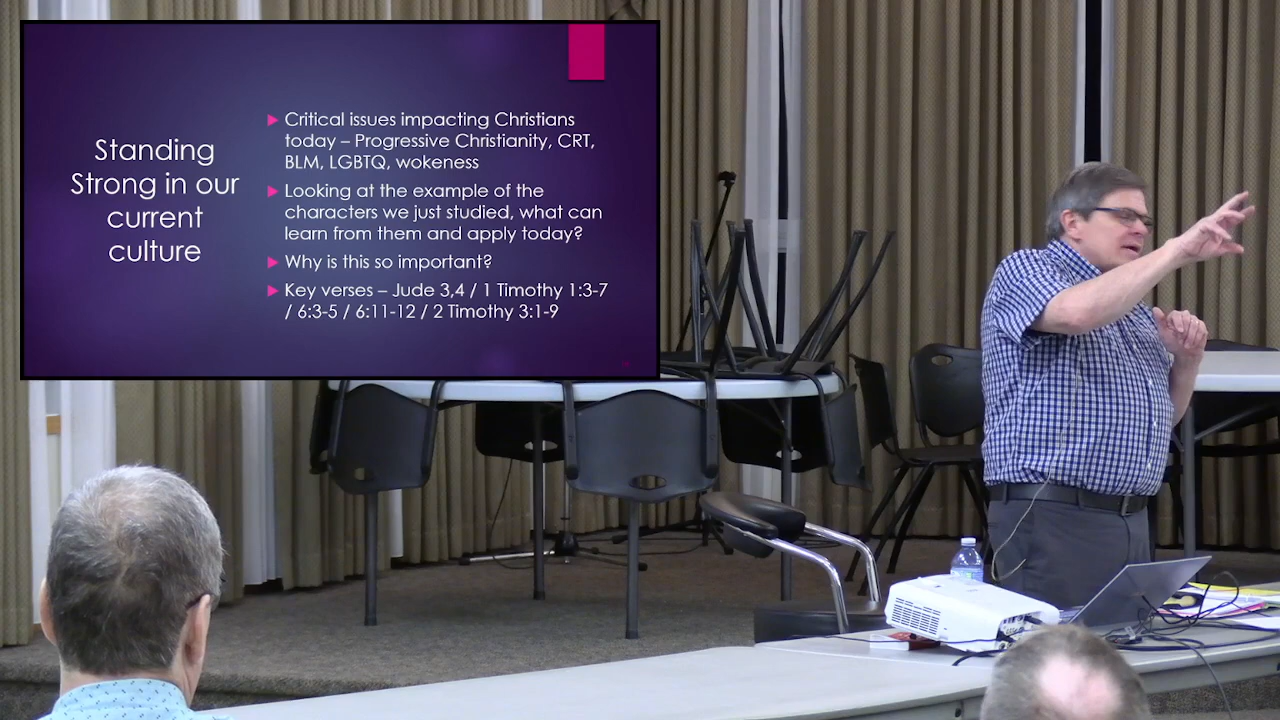 Standing
Strong in our
current
culture
Critical issues impacting Christians
today – Progressive Christianity, CRT,
BLM, LGBTQ, wokeness
Looking at the example of the
characters we just studied, what can
learn from them and apply today?
Why is this so important?
Key verses – Jude 3,4 / 1 Timothy 1:3-7
/ 6:3-5 / 6:11-12 / 2 Timothy 3:1-9